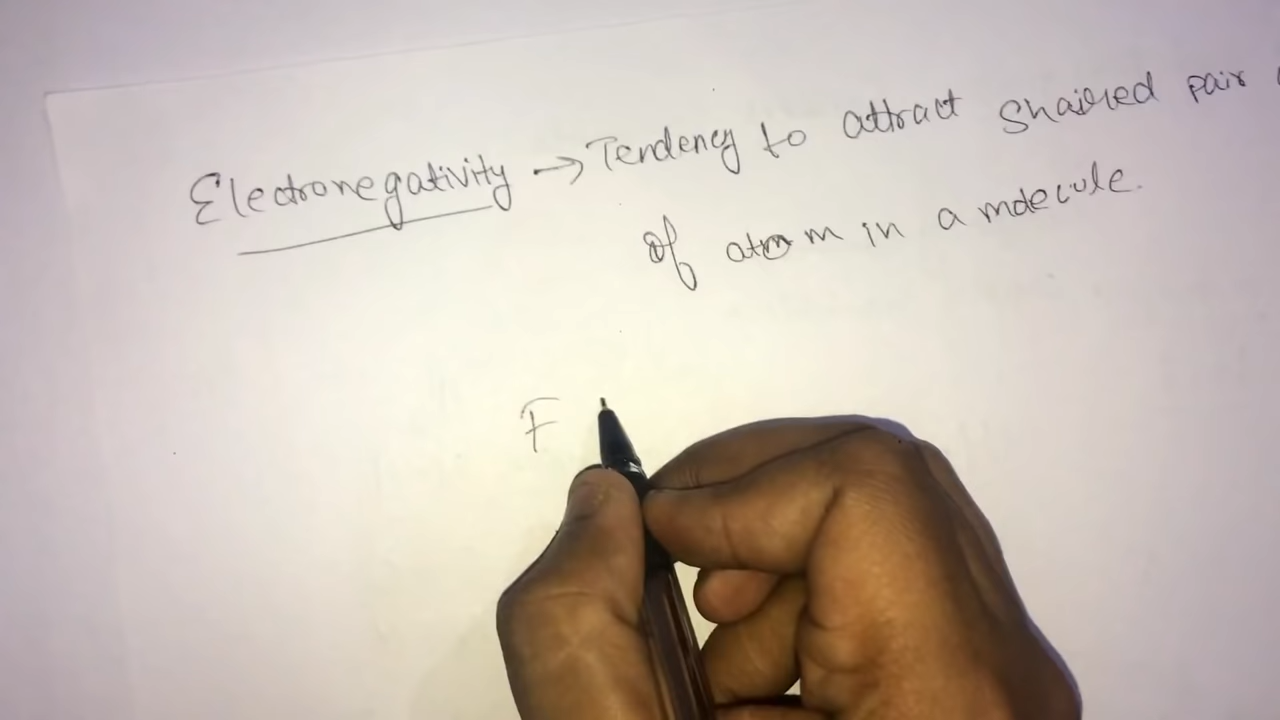 Electronegativity → Tendency to attract Shaired pair
of atom in a molecule.
F